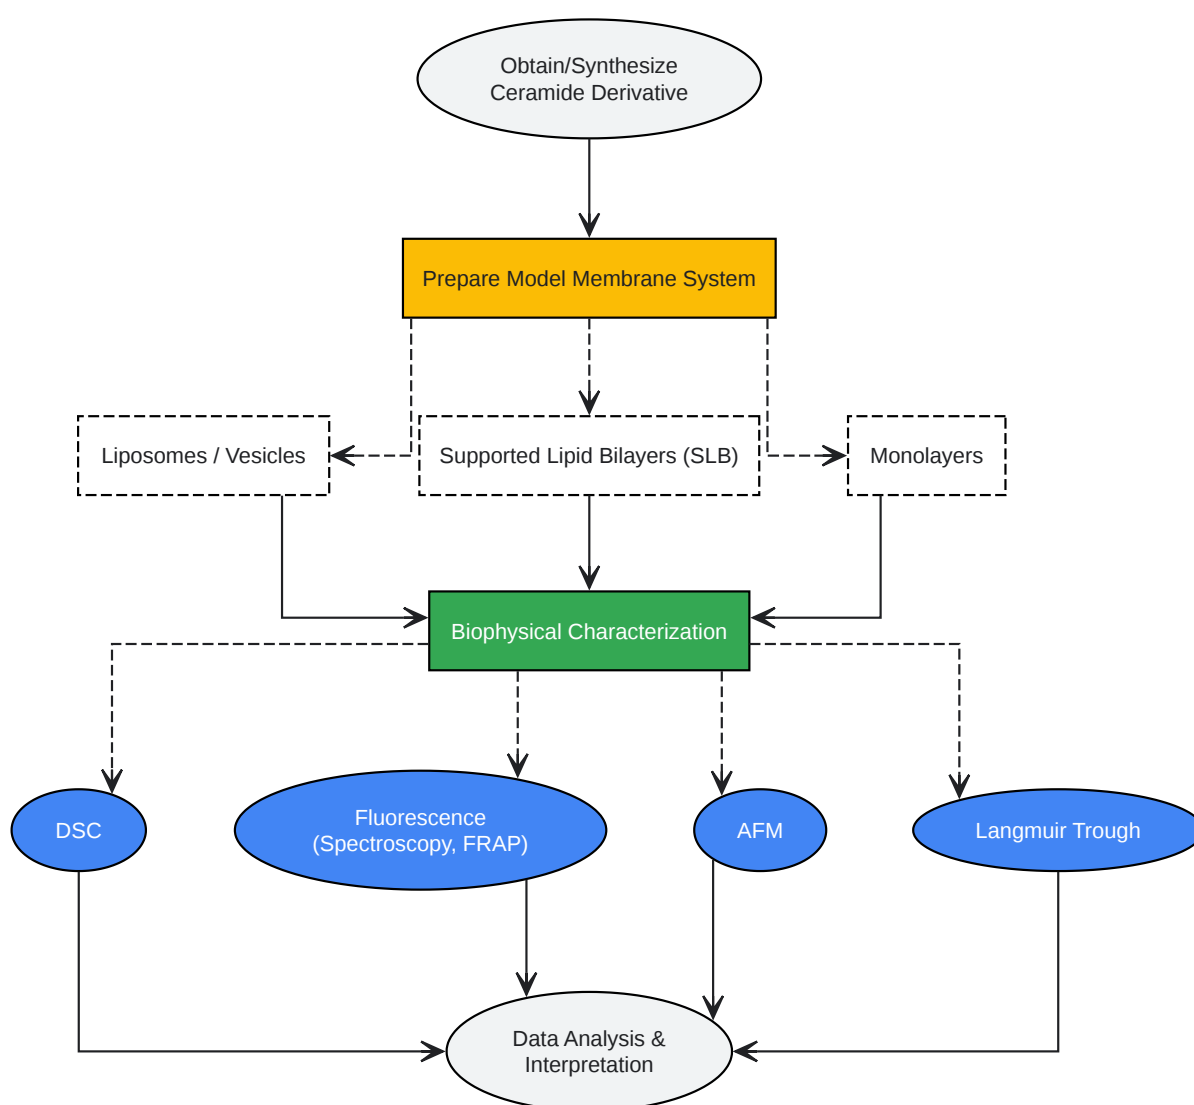 Obtain/Synthesize
Ceramide Derivative
Prepare Model Membrane System
Liposomes / Vesicles
Supported Lipid Bilayers (SLB)
Monolayers
Biophysical Characterization
DSC
Fluorescence
(Spectroscopy, FRAP)
AFM
Langmuir Trough
Data Analysis &
Interpretation